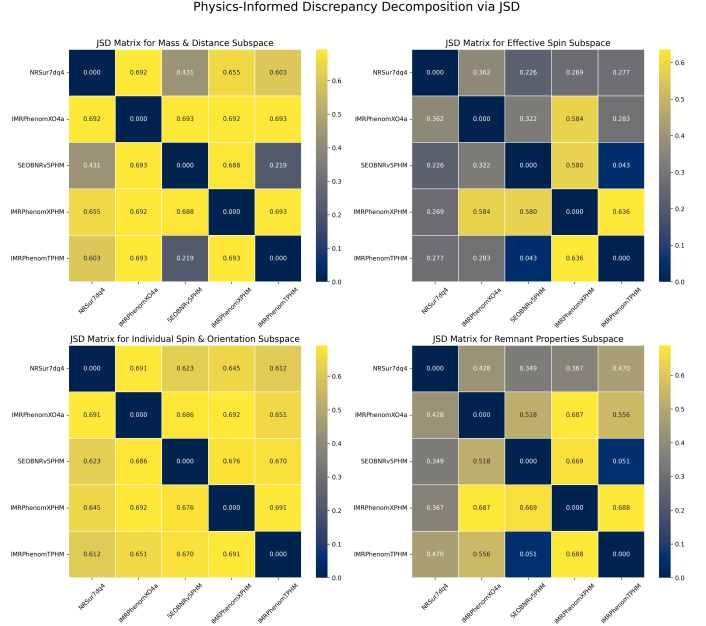 Physics-Informed Discrepancy Decomposition via JSD
JSD Matrix for Mass & Distance Subspace
NRSur7dq4 0.000 0.692 0.431 0.655 0.603
IMRPhenomXO4a 0.692 0.000 0.693 0.692 0.693
SEOBNRv5PHM 0.431 0.693 0.000 0.688 0.219
IMRPhenomXPHM 0.655 0.692 0.688 0.000 0.693
IMRPhenomTPHM 0.603 0.693 0.219 0.693 0.000
NRSur7dq4 IMRPhenomXO4a SEOBNRv5PHM IMRPhenomXPHM IMRPhenomTPHM
0.6
0.5
0.4
0.3
0.2
0.1
0.0
JSD Matrix for Effective Spin Subspace
NRSur7dq4 0.000 0.362 0.226 0.269 0.277
IMRPhenomXO4a 0.362 0.000 0.322 0.584 0.283
SEOBNRv5PHM 0.226 0.322 0.000 0.580 0.043
IMRPhenomXPHM 0.269 0.584 0.580 0.000 0.636
IMRPhenomTPHM 0.277 0.283 0.043 0.636 0.000
NRSur7dq4 IMRPhenomXO4a SEOBNRv5PHM IMRPhenomXPHM IMRPhenomTPHM
0.6
0.5
0.4
0.3
0.2
0.1
0.0
JSD Matrix for Individual Spin & Orientation Subspace
NRSur7dq4 0.000 0.691 0.623 0.645 0.612
IMRPhenomXO4a 0.691 0.000 0.686 0.692 0.651
SEOBNRv5PHM 0.623 0.686 0.000 0.676 0.670
IMRPhenomXPHM 0.645 0.692 0.676 0.000 0.691
IMRPhenomTPHM 0.612 0.651 0.670 0.691 0.000
NRSur7dq4 IMRPhenomXO4a SEOBNRv5PHM IMRPhenomXPHM IMRPhenomTPHM
0.6
0.5
0.4
0.3
0.2
0.1
0.0
JSD Matrix for Remnant Properties Subspace
NRSur7dq4 0.000 0.428 0.349 0.367 0.470
IMRPhenomXO4a 0.428 0.000 0.518 0.687 0.556
SEOBNRv5PHM 0.349 0.518 0.000 0.669 0.051
IMRPhenomXPHM 0.367 0.687 0.669 0.000 0.688
IMRPhenomTPHM 0.470 0.556 0.051 0.688 0.000
NRSur7dq4 IMRPhenomXO4a SEOBNRv5PHM IMRPhenomXPHM IMRPhenomTPHM
0.6
0.5
0.4
0.3
0.2
0.1
0.0